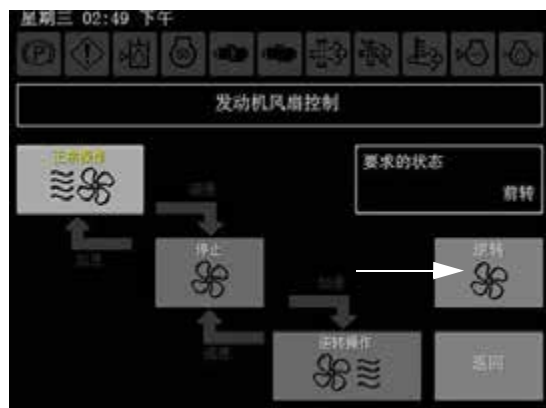 星期三 02:49 下午
发动机风扇控制
正常操作
要求的状态
前转
减速
加速
停止
逆转
加速
减速
逆转操作
返回